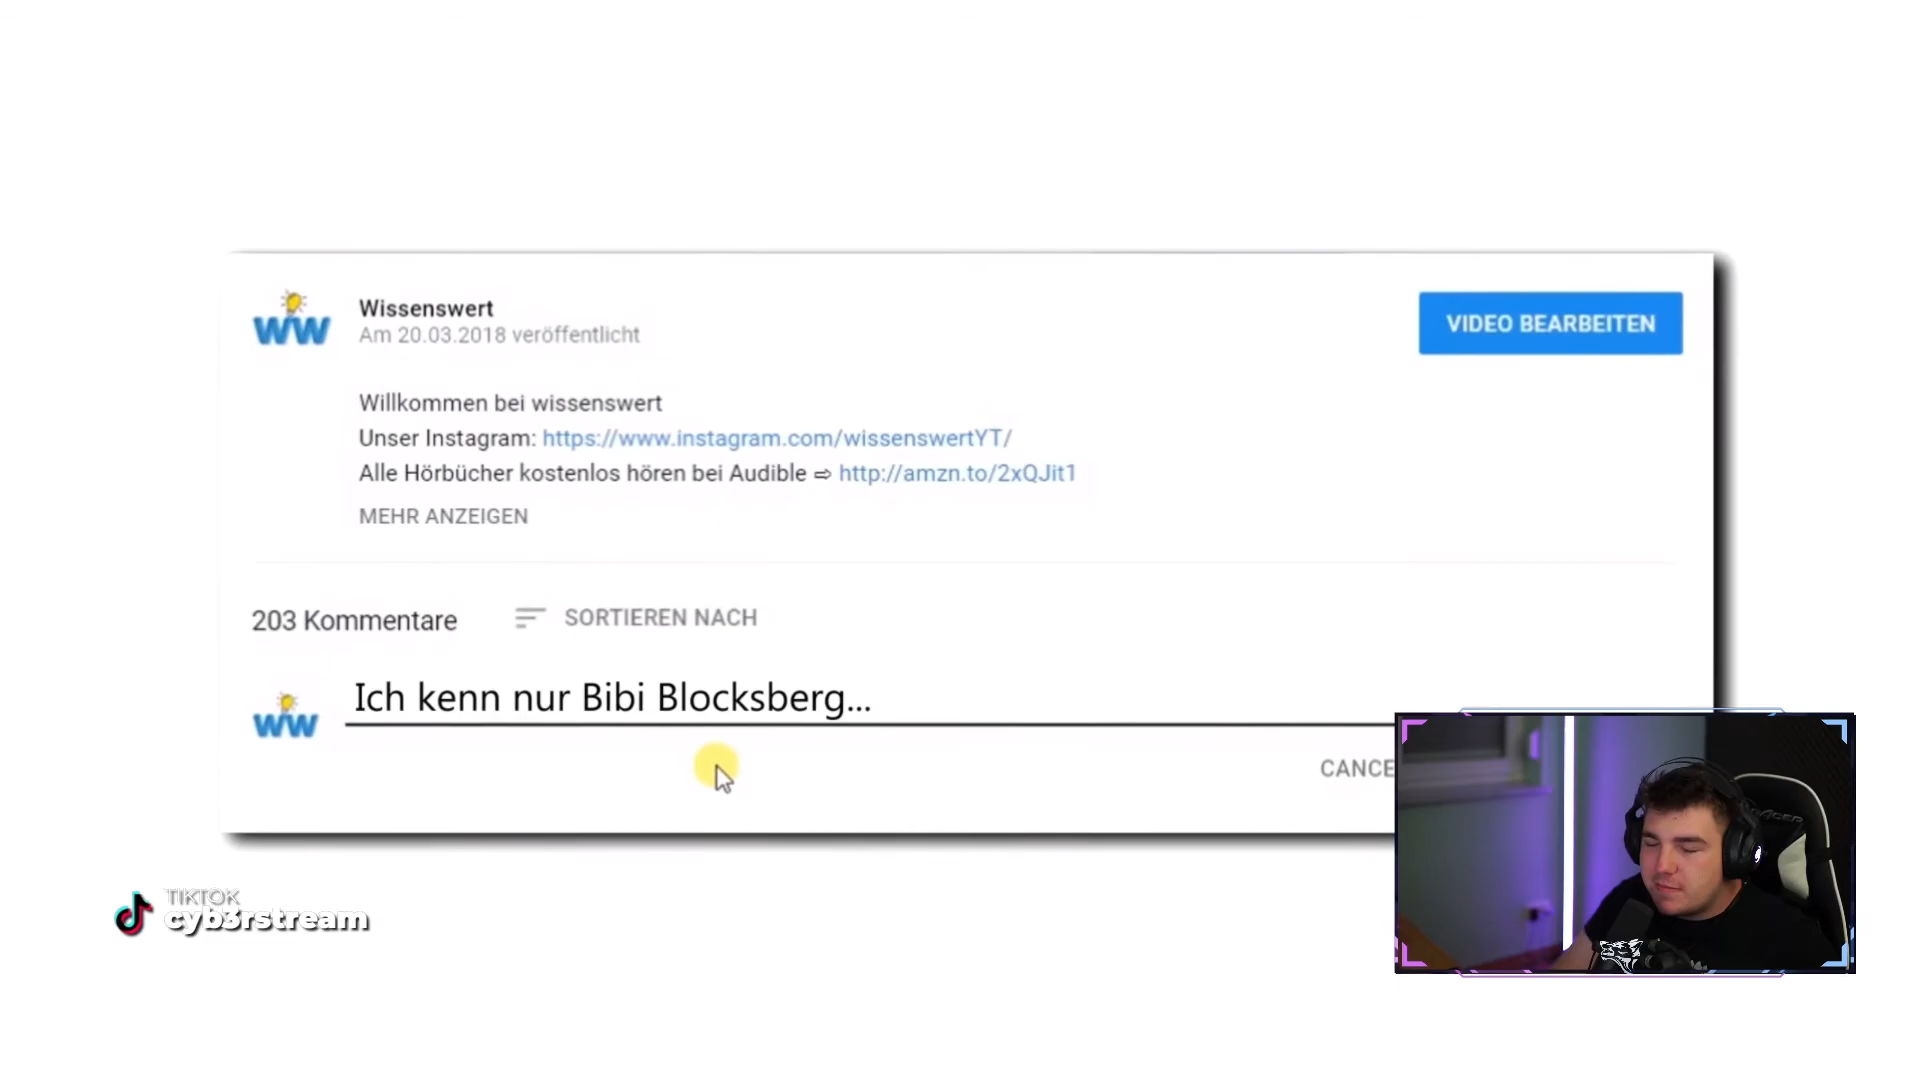 Wissenswert
Am 20.03.2018 veröffentlicht
VIDEO BEARBEITEN
Willkommen bei wissenswert
Unser Instagram: https://www.instagram.com/wissenswertYT/
Alle Hörbücher kostenlos hören bei Audible ⇨ http://amzn.to/2xQJit1
MEHR ANZEIGEN
203 Kommentare
SORTIEREN NACH
WW
WW
Ich kenn nur Bibi Blocksberg...
CANCE
TIKTOK
cyb3rstream